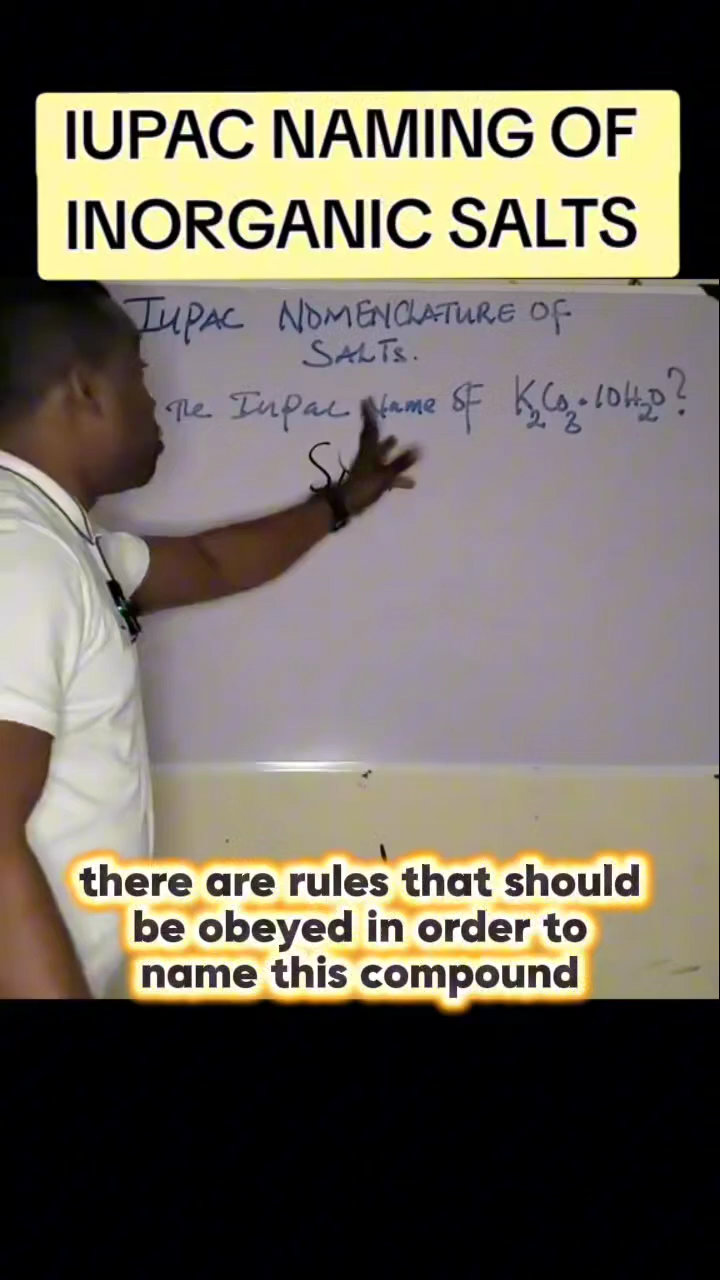 IUPAC NAMING OF
INORGANIC SALTS
IUPAC NOMENCLATURE OF
SALTs.
The Iupac Name of K₂CO₃·10H₂O?
there are rules that should
be obeyed in order to
name this compound